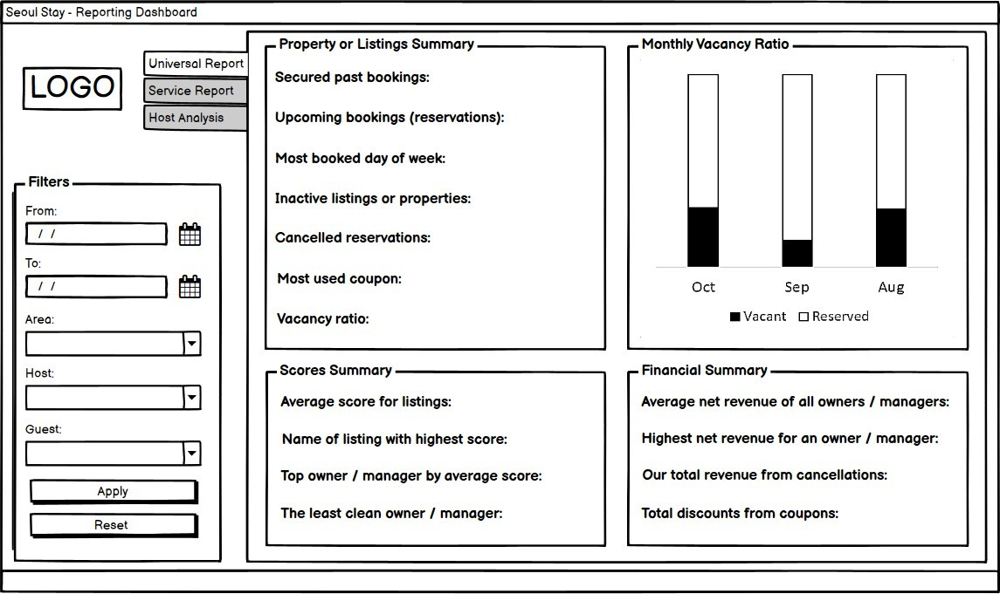 Seoul Stay - Reporting Dashboard
LOGO
Universal Report
Service Report
Host Analysis
Filters
From:
/ /
To:
/ /
Area:
Host:
Guest:
Apply
Reset
Property or Listings Summary
Secured past bookings:
Upcoming bookings (reservations):
Most booked day of week:
Inactive listings or properties:
Cancelled reservations:
Most used coupon:
Vacancy ratio:
Monthly Vacancy Ratio
Oct Sep Aug
Vacant Reserved
Scores Summary
Average score for listings:
Name of listing with highest score:
Top owner / manager by average score:
The least clean owner / manager:
Financial Summary
Average net revenue of all owners / managers:
Highest net revenue for an owner / manager:
Our total revenue from cancellations:
Total discounts from coupons: